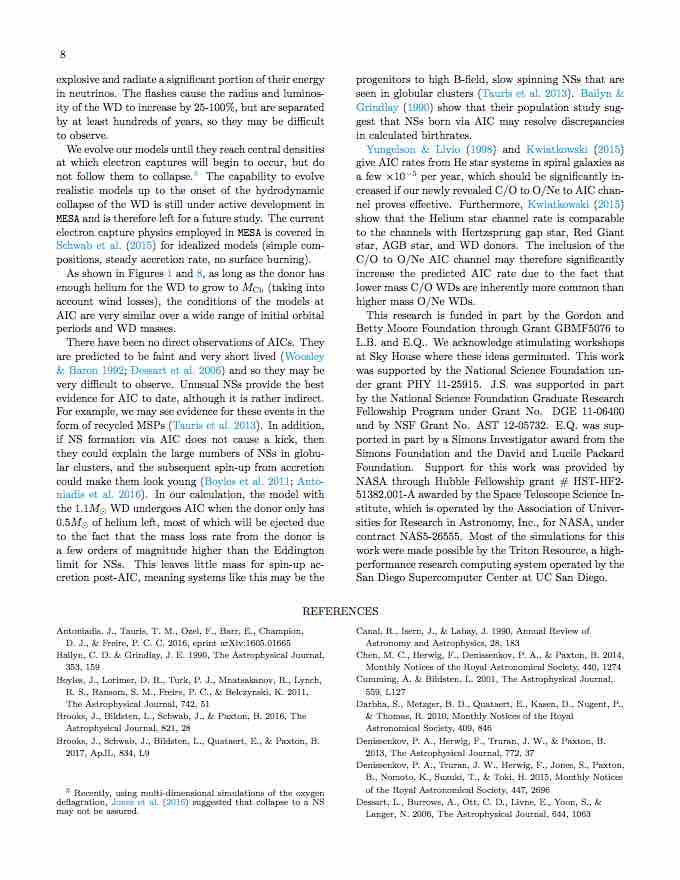 8
explosive and radiate a significant portion of their energy
in neutrinos. The flashes cause the radius and luminos-
ity of the WD to increase by 25-100%, but are separated
by at least hundreds of years, so they may be difficult
to observe.
We evolve our models until they reach central densities
at which electron captures will begin to occur, but do
not follow them to collapse.³ The capability to evolve
realistic models up to the onset of the hydrodynamic
collapse of the WD is still under active development in
MESA and is therefore left for a future study. The current
electron capture physics employed in MESA is covered in
Schwab et al. (2015) for idealized models (simple com-
positions, steady accretion rate, no surface burning).
As shown in Figures 1 and 8, as long as the donor has
enough helium for the WD to grow to M_Ch (taking into
account wind losses), the conditions of the models at
AIC are very similar over a wide range of initial orbital
periods and WD masses.
There have been no direct observations of AICs. They
are predicted to be faint and very short lived (Woosley
& Baron 1992; Dessart et al. 2006) and so they may be
very difficult to observe. Unusual NSs provide the best
evidence for AIC to date, although it is rather indirect.
For example, we may see evidence for these events in the
form of recycled MSPs (Tauris et al. 2013). In addition,
if NS formation via AIC does not cause a kick, then
they could explain the large numbers of NSs in globu-
lar clusters, and the subsequent spin-up from accretion
could make them look young (Boyles et al. 2011; Anto-
niadis et al. 2016). In our calculation, the model with
the 1.1M⊙ WD undergoes AIC when the donor only has
0.5M⊙ of helium left, most of which will be ejected due
to the fact that the mass loss rate from the donor is
a few orders of magnitude higher than the Eddington
limit for NSs. This leaves little mass for spin-up ac-
cretion post-AIC, meaning systems like this may be the
progenitors to high B-field, slow spinning NSs that are
seen in globular clusters (Tauris et al. 2013). Bailyn &
Grindlay (1990) show that their population study sug-
gest that NSs born via AIC may resolve discrepancies
in calculated birthrates.
Yungelson & Livio (1998) and Kwiatkowski (2015)
give AIC rates from He star systems in spiral galaxies as
a few ×10⁻⁵ per year, which should be significantly in-
creased if our newly revealed C/O to O/Ne to AIC chan-
nel proves effective. Furthermore, Kwiatkowski (2015)
show that the Helium star channel rate is comparable
to the channels with Hertzsprung gap star, Red Giant
star, AGB star, and WD donors. The inclusion of the
C/O to O/Ne AIC channel may therefore significantly
increase the predicted AIC rate due to the fact that
lower mass C/O WDs are inherently more common than
higher mass O/Ne WDs.
This research is funded in part by the Gordon and
Betty Moore Foundation through Grant GBMF5076 to
L.B. and E.Q.. We acknowledge stimulating workshops
at Sky House where these ideas germinated. This work
was supported by the National Science Foundation un-
der grant PHY 11-25915. J.S. was supported in part
by the National Science Foundation Graduate Research
Fellowship Program under Grant No. DGE 11-06400
and by NSF Grant No. AST 12-05732. E.Q. was sup-
ported in part by a Simons Investigator award from the
Simons Foundation and the David and Lucile Packard
Foundation. Support for this work was provided by
NASA through Hubble Fellowship grant # HST-HF2-
51382.001-A awarded by the Space Telescope Science In-
stitute, which is operated by the Association of Univer-
sities for Research in Astronomy, Inc., for NASA, under
contract NAS5-26555. Most of the simulations for this
work were made possible by the Triton Resource, a high-
performance research computing system operated by the
San Diego Supercomputer Center at UC San Diego.
REFERENCES
Antoniadis, J., Tauris, T. M., Ozel, F., Barr, E., Champion,
D. J., & Freire, P. C. C. 2016, eprint arXiv:1605.01665
Bailyn, C. D. & Grindlay, J. E. 1990, The Astrophysical Journal,
353, 159
Boyles, J., Lorimer, D. R., Turk, P. J., Mnatsakanov, R., Lynch,
R. S., Ransom, S. M., Freire, P. C., & Belczynski, K. 2011,
The Astrophysical Journal, 742, 51
Brooks, J., Bildsten, L., Schwab, J., & Paxton, B. 2016, The
Astrophysical Journal, 821, 28
Brooks, J., Schwab, J., Bildsten, L., Quataert, E., & Paxton, B.
2017, ApJL, 834, L9
³ Recently, using multi-dimensional simulations of the oxygen
deflagration, Jones et al. (2016) suggested that collapse to a NS
may not be assured.
Canal, R., Isern, J., & Labay, J. 1990, Annual Review of
Astronomy and Astrophysics, 28, 183
Chen, M. C., Herwig, F., Denissenkov, P. A., & Paxton, B. 2014,
Monthly Notices of the Royal Astronomical Society, 440, 1274
Cumming, A. & Bildsten, L. 2001, The Astrophysical Journal,
559, L127
Darbha, S., Metzger, B. D., Quataert, E., Kasen, D., Nugent, P.,
& Thomas, R. 2010, Monthly Notices of the Royal
Astronomical Society, 409, 846
Denissenkov, P. A., Herwig, F., Truran, J. W., & Paxton, B.
2013, The Astrophysical Journal, 772, 37
Denissenkov, P. A., Truran, J. W., Herwig, F., Jones, S., Paxton,
B., Nomoto, K., Suzuki, T., & Toki, H. 2015, Monthly Notices
of the Royal Astronomical Society, 447, 2696
Dessart, L., Burrows, A., Ott, C. D., Livne, E., Yoon, S., &
Langer, N. 2006, The Astrophysical Journal, 644, 1063